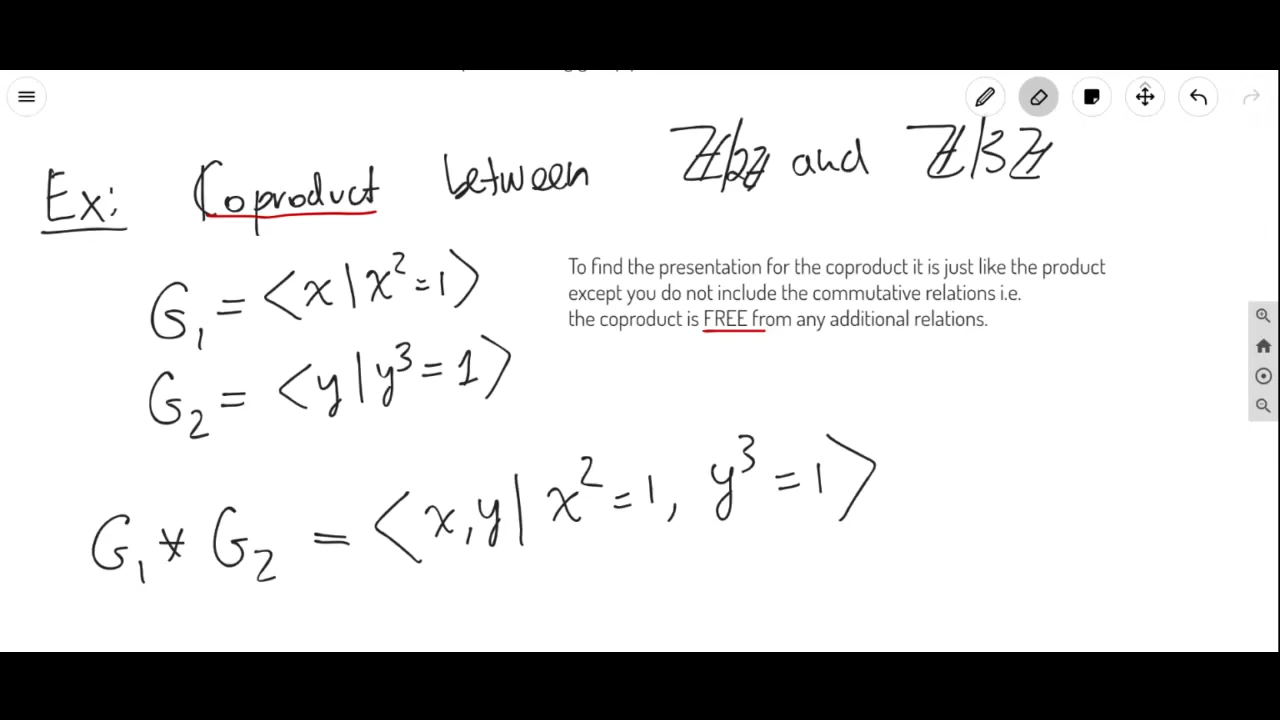 Ex: Coproduct between ℤ/2ℤ and ℤ/3ℤ
G₁ = ⟨x | x² = 1⟩
G₂ = ⟨y | y³ = 1⟩
To find the presentation for the coproduct it is just like the product
except you do not include the commutative relations i.e.
the coproduct is FREE from any additional relations.
G₁ * G₂ = ⟨x, y | x² = 1, y³ = 1⟩